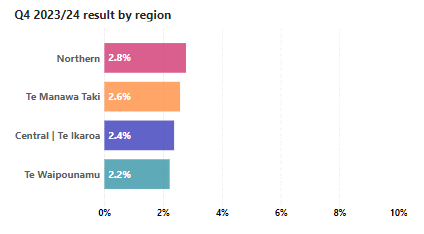 Q4 2023/24 result by region
Northern 2.8%
Te Manawa Taki 2.6%
Central | Te Ikaroa 2.4%
Te Waipounamu 2.2%
0% 2% 4% 6% 8% 10%